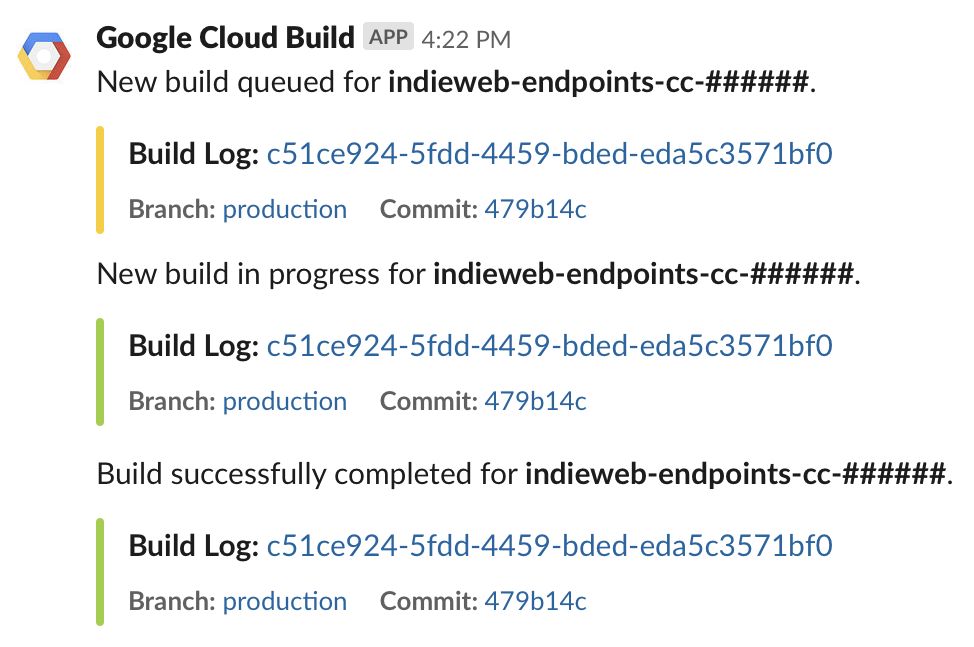 Google Cloud Build APP 4:22 PM
New build queued for indieweb-endpoints-cc-######.
Build Log: c51ce924-5fdd-4459-bded-eda5c3571bf0
Branch: production Commit: 479b14c
New build in progress for indieweb-endpoints-cc-######.
Build Log: c51ce924-5fdd-4459-bded-eda5c3571bf0
Branch: production Commit: 479b14c
Build successfully completed for indieweb-endpoints-cc-######.
Build Log: c51ce924-5fdd-4459-bded-eda5c3571bf0
Branch: production Commit: 479b14c